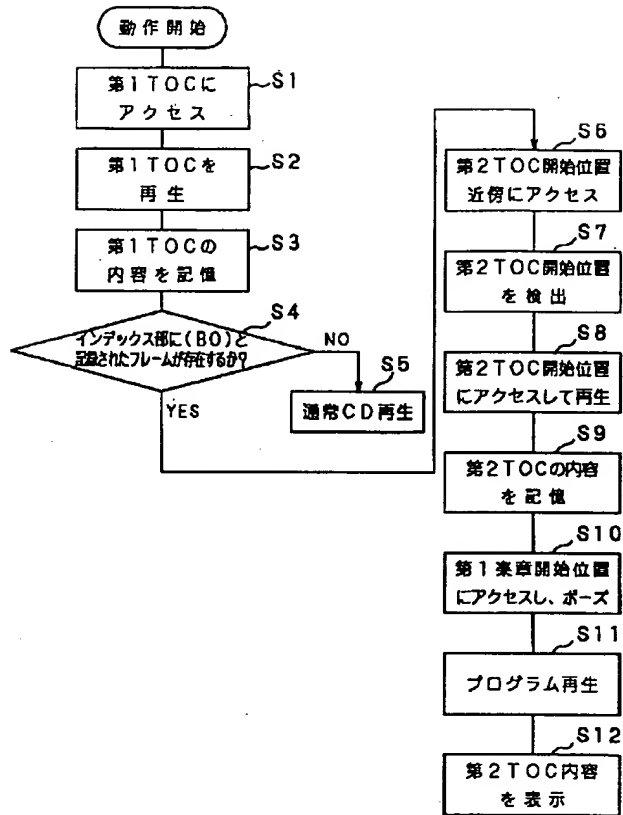 動作開始
S1
第1TOCに
アクセス
S2
第1TOCを
再生
S3
第1TOCの
内容を記憶
S4
インデックス部に(BO)と
記録されたフレームが存在するか?
NO
YES
S5
通常CD再生
S6
第2TOC開始位置
近傍にアクセス
S7
第2TOC開始位置
を検出
S8
第2TOC開始位置
にアクセスして再生
S9
第2TOCの内容
を記憶
S10
第1楽章開始位置
にアクセスし、ポーズ
S11
プログラム再生
S12
第2TOC内容
を表示